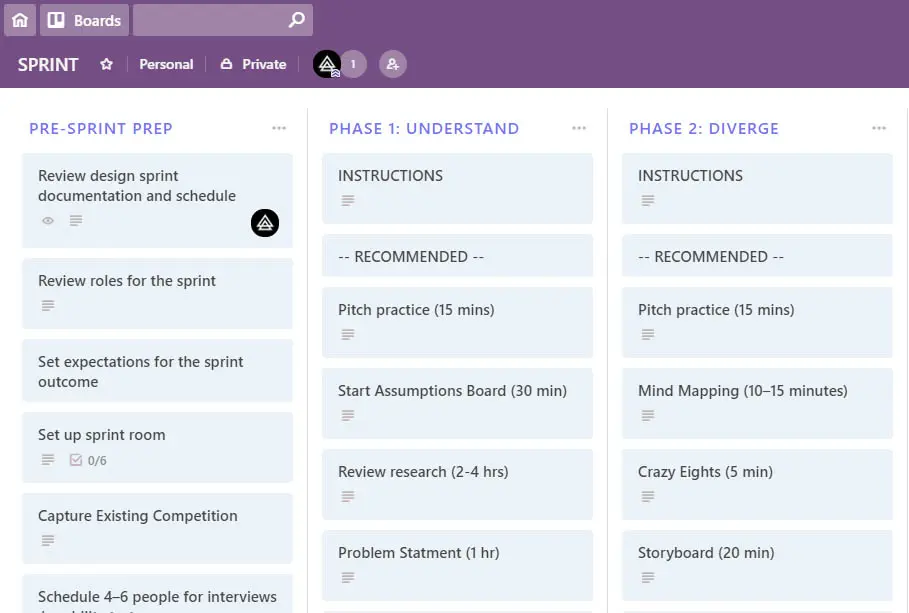 Boards
SPRINT
Personal
Private
1
PRE-SPRINT PREP
Review design sprint
documentation and schedule
Review roles for the sprint
Set expectations for the sprint
outcome
Set up sprint room
0/6
Capture Existing Competition
Schedule 4–6 people for interviews
PHASE 1: UNDERSTAND
INSTRUCTIONS
-- RECOMMENDED --
Pitch practice (15 mins)
Start Assumptions Board (30 min)
Review research (2-4 hrs)
Problem Statment (1 hr)
PHASE 2: DIVERGE
INSTRUCTIONS
-- RECOMMENDED --
Pitch practice (15 mins)
Mind Mapping (10–15 minutes)
Crazy Eights (5 min)
Storyboard (20 min)